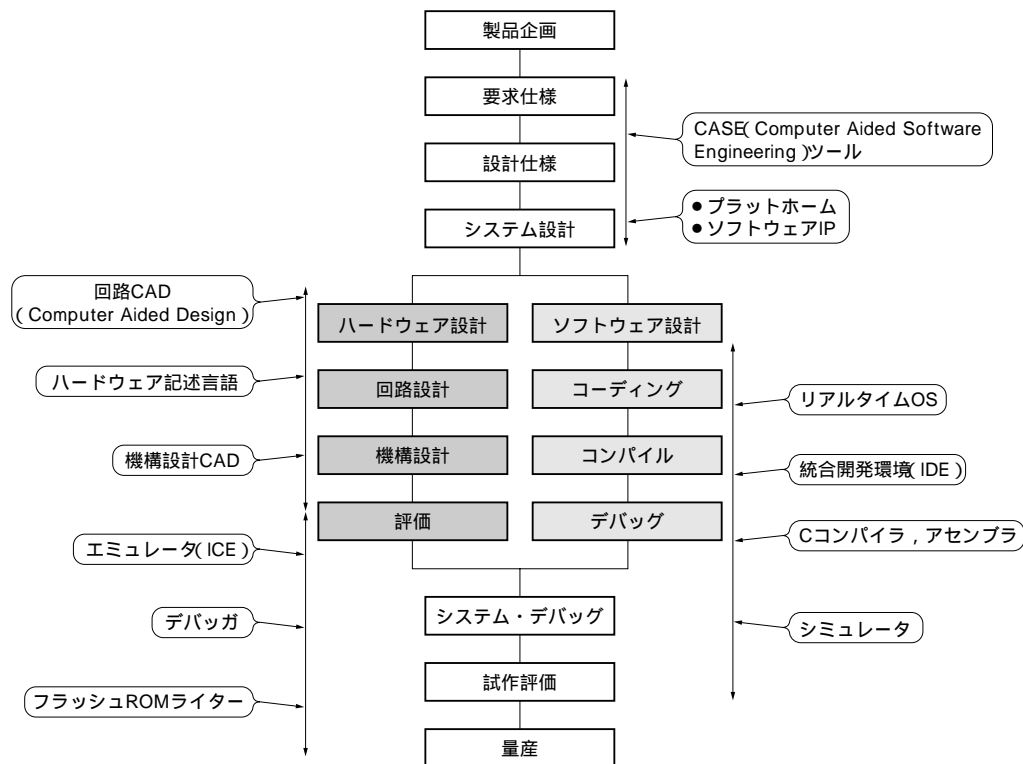 製品企画
要求仕様
CASE(Computer Aided Software
Engineering)ツール
設計仕様
● プラットホーム
● ソフトウェアIP
システム設計
回路CAD
(Computer Aided Design)
ハードウェア設計
ソフトウェア設計
ハードウェア記述言語
回路設計
コーディング
リアルタイムOS
機構設計CAD
機構設計
コンパイル
統合開発環境(IDE)
評価
デバッグ
エミュレータ(ICE)
Cコンパイラ，アセンブラ
システム・デバッグ
デバッガ
シミュレータ
試作評価
フラッシュROMライター
量産